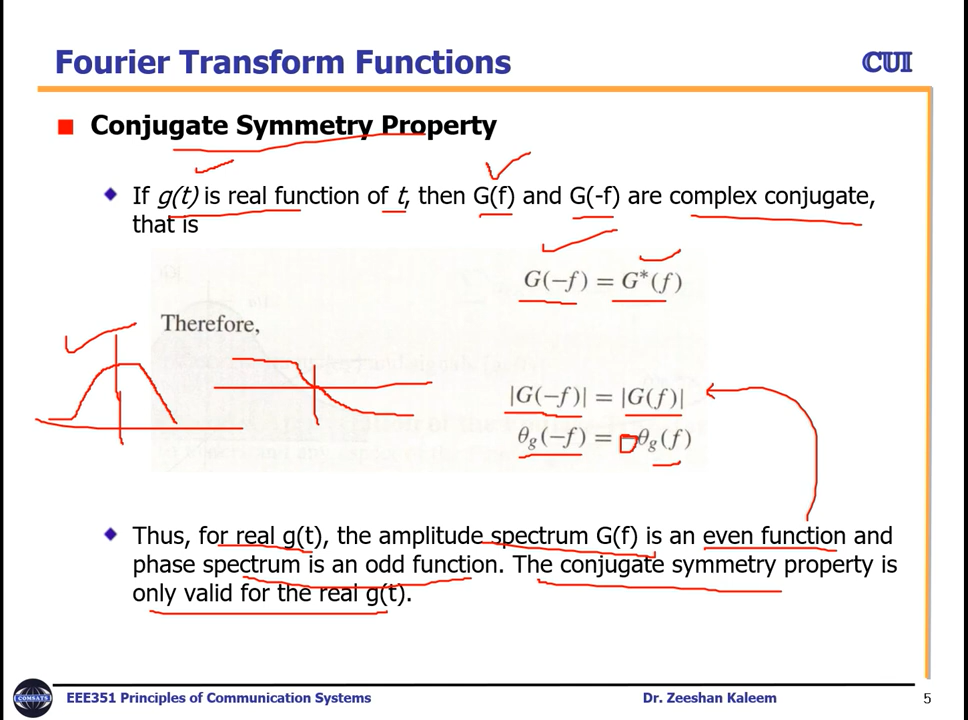 Fourier Transform Functions
CUI
Conjugate Symmetry Property
If g(t) is real function of t, then G(f) and G(-f) are complex conjugate,
that is
G(−f) = G*(f)
Therefore,
|G(−f)| = |G(f)|
θg(−f) = −θg(f)
Thus, for real g(t), the amplitude spectrum G(f) is an even function and
phase spectrum is an odd function. The conjugate symmetry property is
only valid for the real g(t).
COMSATS
EEE351 Principles of Communication Systems
Dr. Zeeshan Kaleem
5